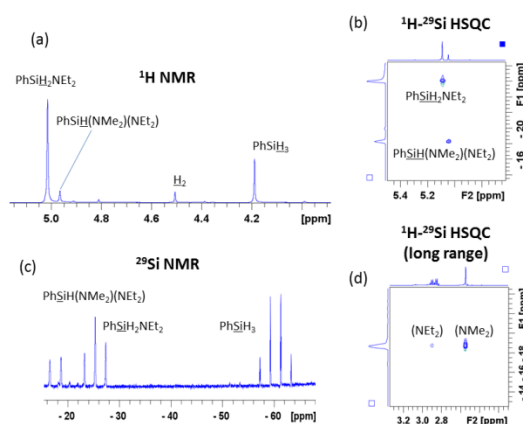 (a)
¹H NMR
PhSiH₂NEt₂
PhSiH(NMe₂)(NEt₂)
H₂
PhSiH₃
5.0 4.8 4.6 4.4 4.2 [ppm]
(b)
¹H-²⁹Si HSQC
PhSiH₂NEt₂
PhSiH(NMe₂)(NEt₂)
F1 [ppm]
- 20
- 16
5.4 5.2 F2 [ppm]
(c)
²⁹Si NMR
PhSiH(NMe₂)(NEt₂)
PhSiH₂NEt₂
PhSiH₃
- 20 - 30 - 40 - 50 - 60 [ppm]
¹H-²⁹Si HSQC
(long range)
(d)
(NEt₂) (NMe₂)
F1 [ppm]
- 18
- 16
- 14
3.2 3.0 2.8 F2 [ppm]